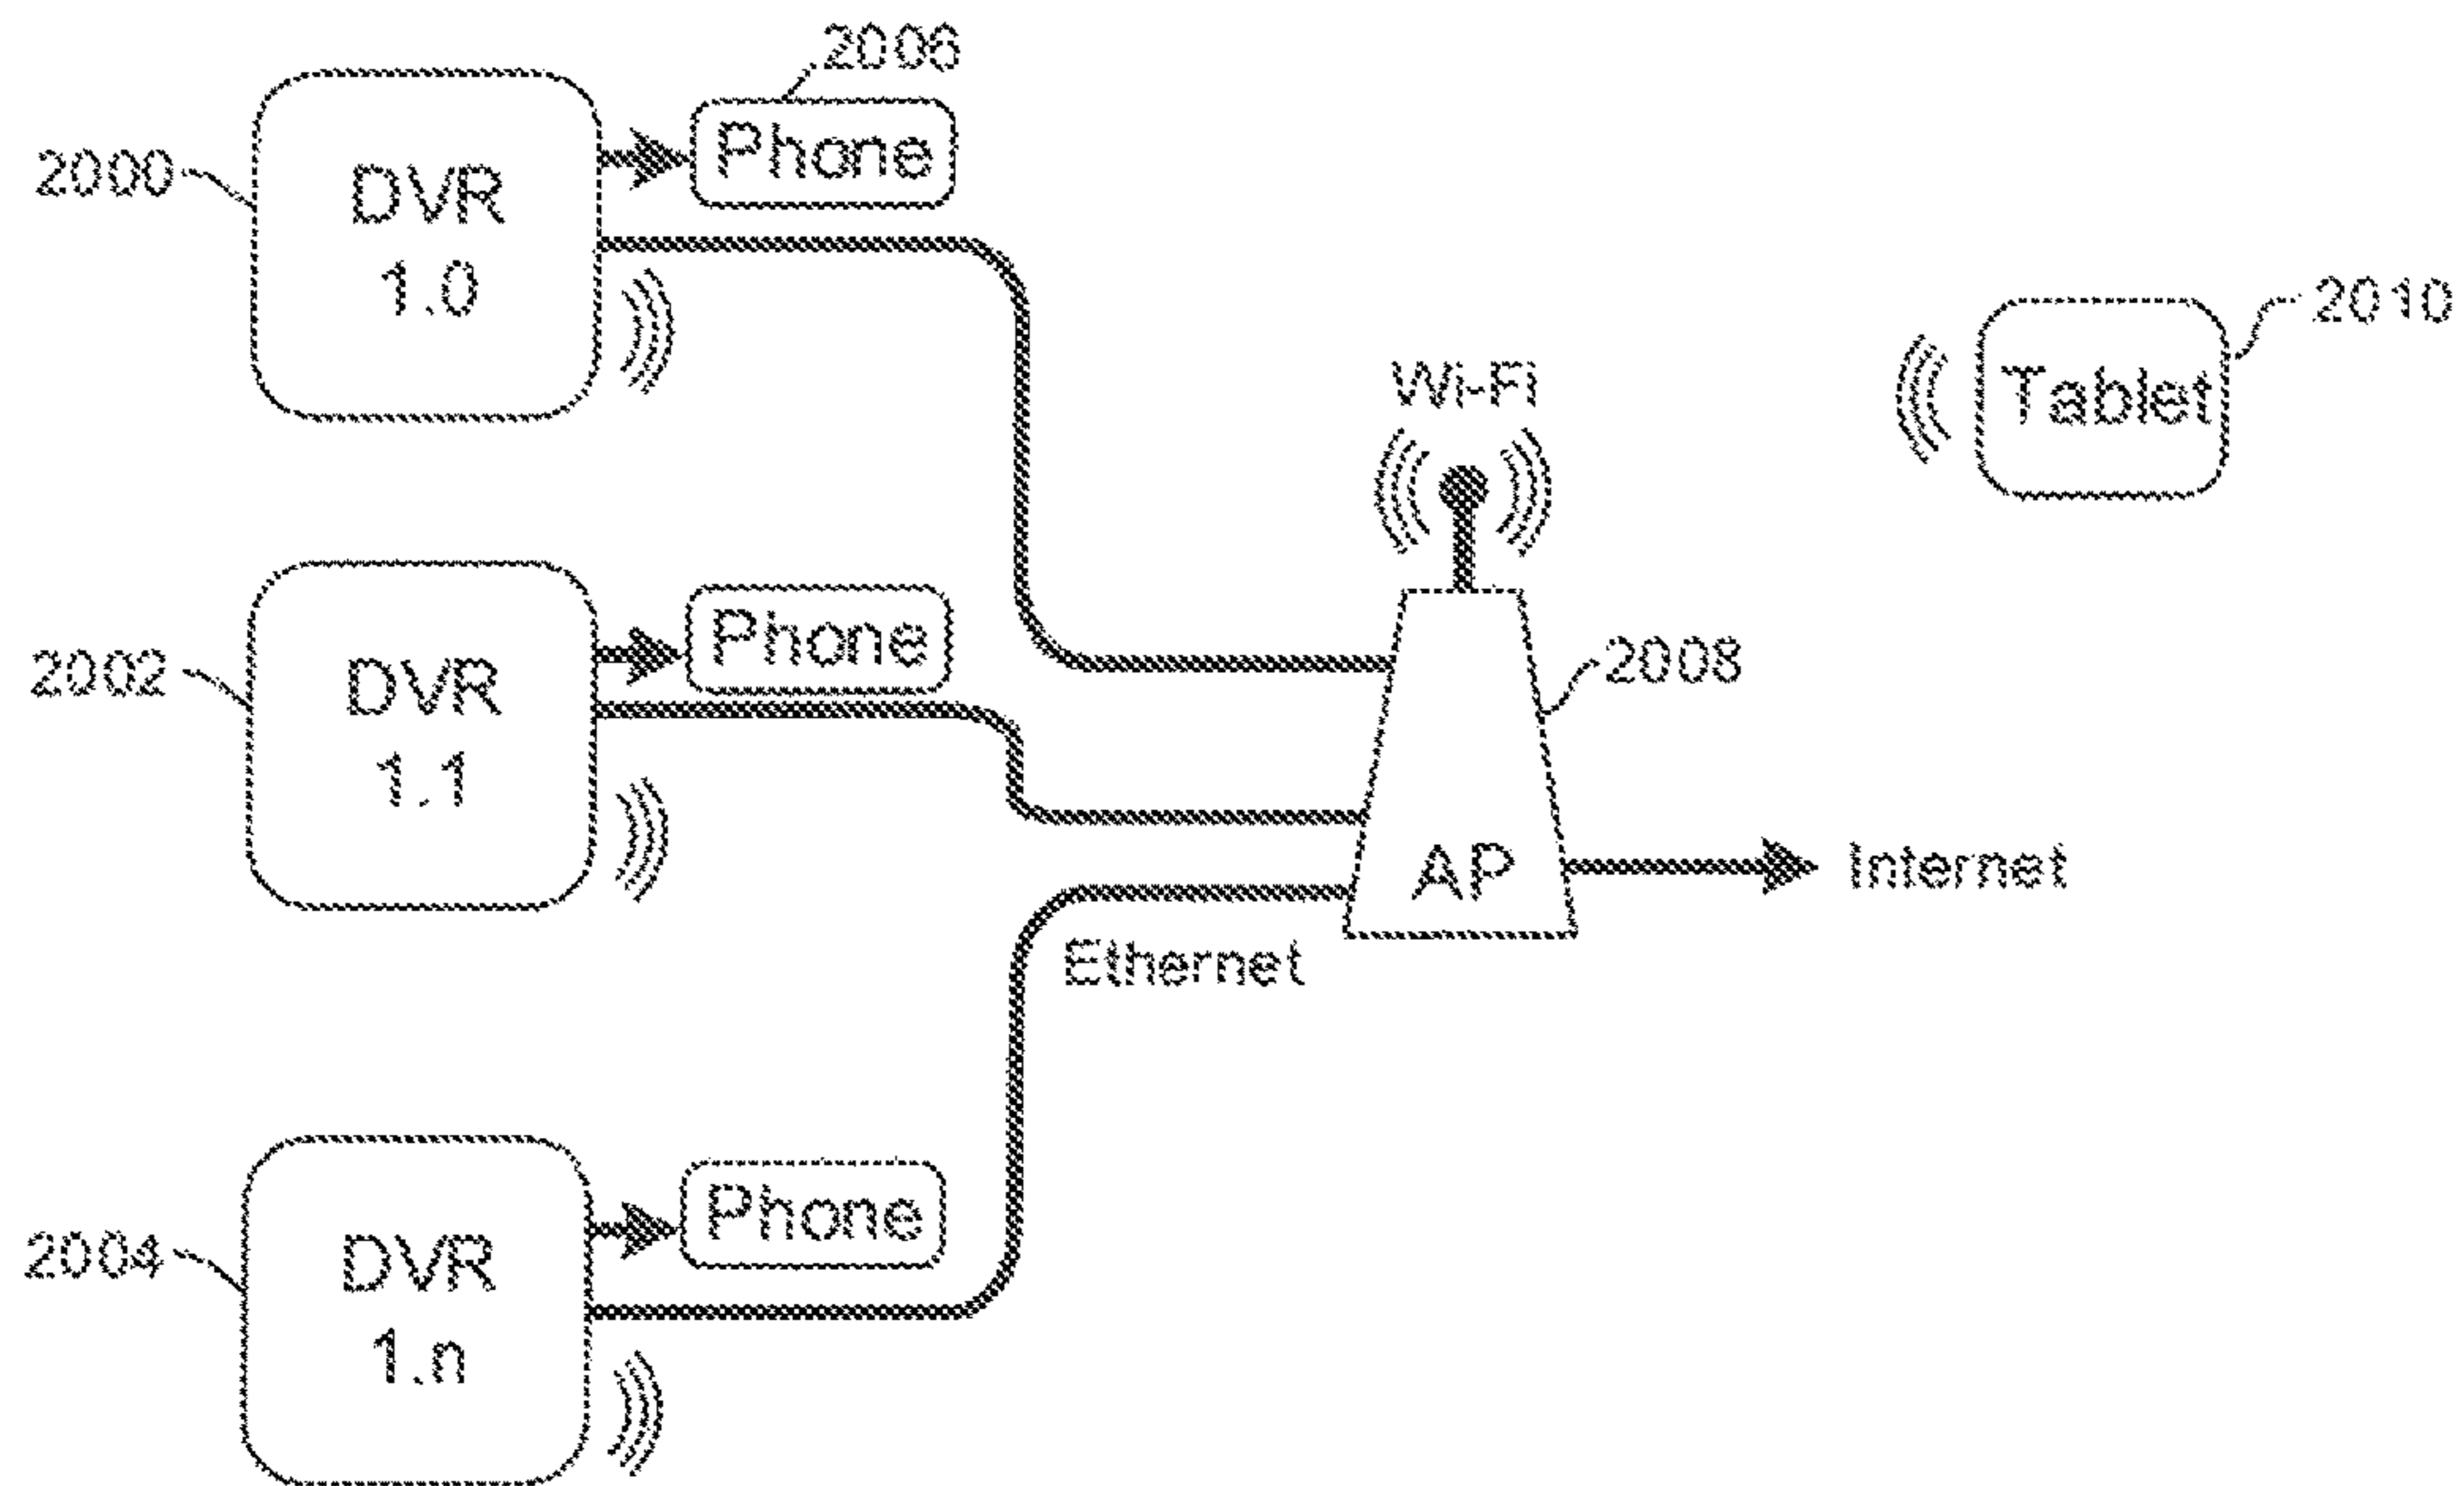 2006
Phone
2000
DVR
1.0
2010
Tablet
Wi-Fi
Phone
2002
DVR
1.1
2008
AP
Internet
Ethernet
Phone
2004
DVR
1.n